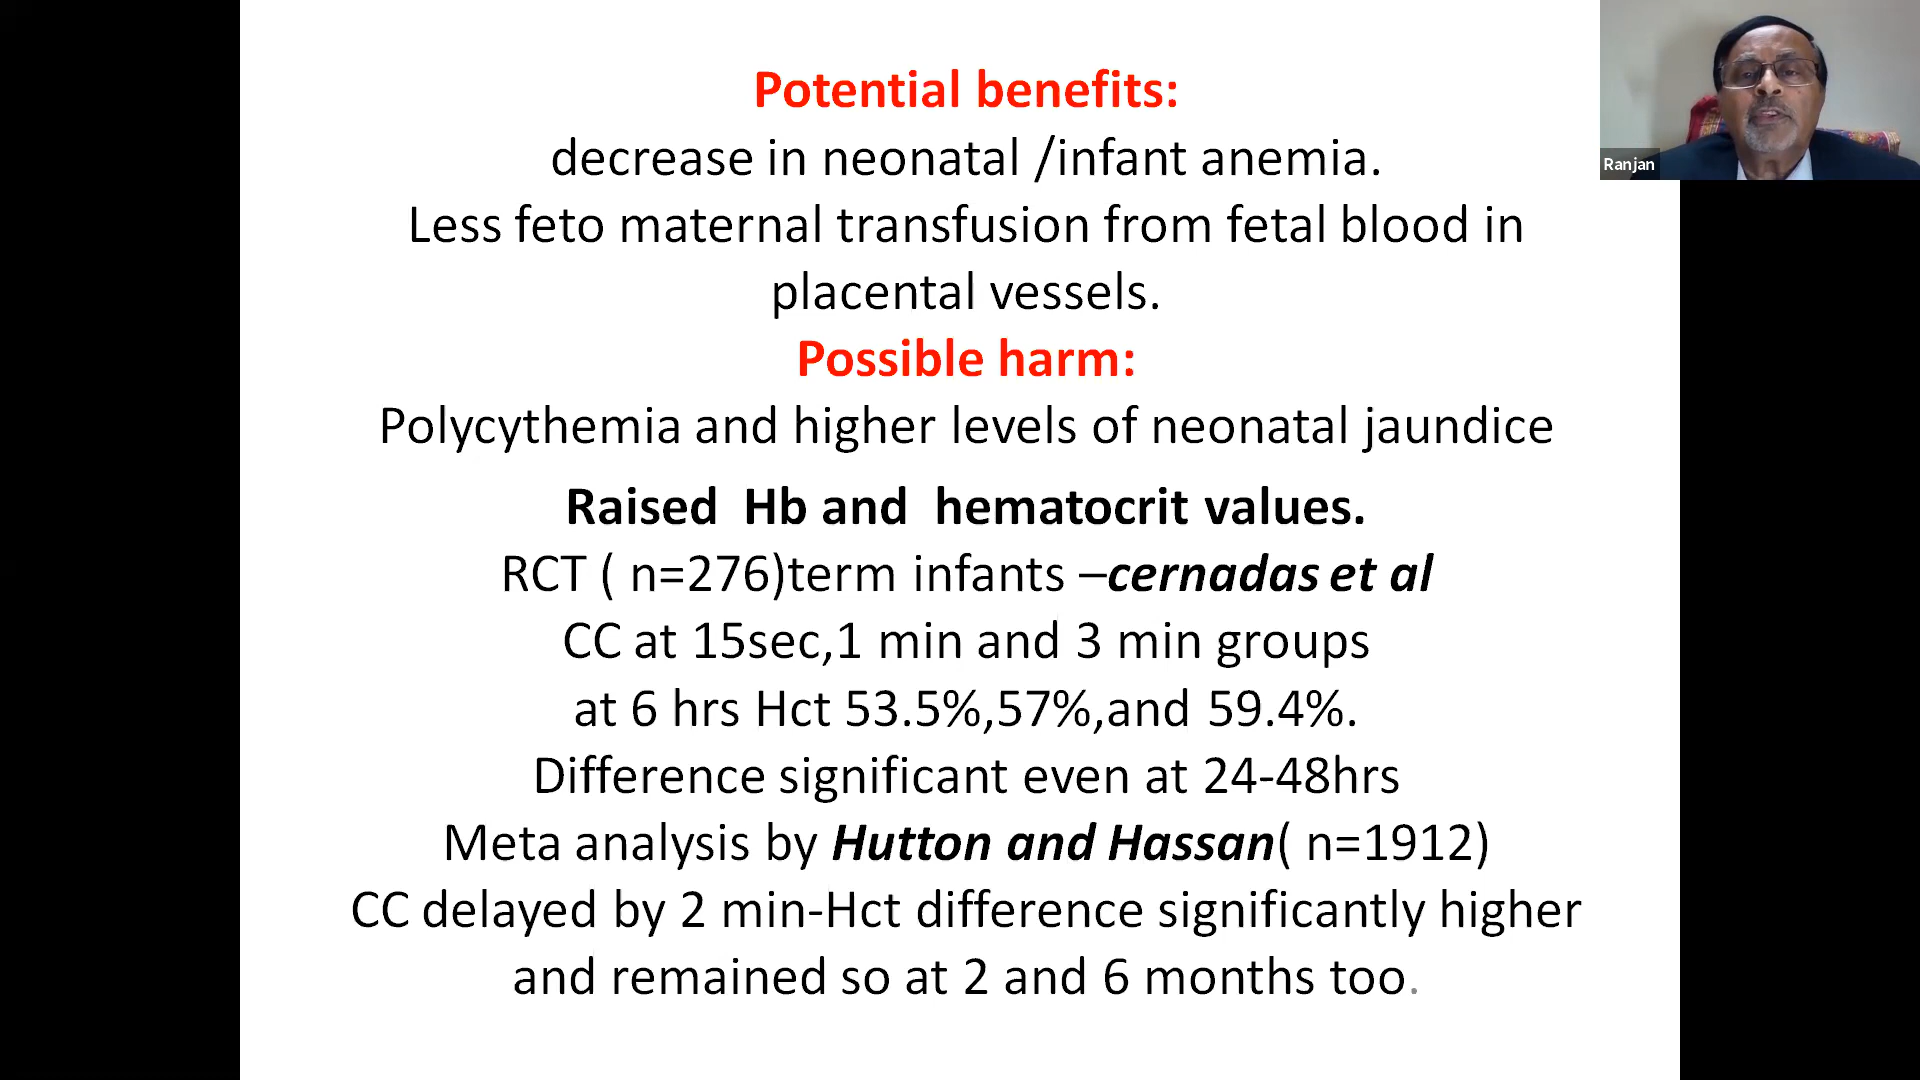 Potential benefits:
decrease in neonatal /infant anemia.
Less feto maternal transfusion from fetal blood in
placental vessels.
Possible harm:
Polycythemia and higher levels of neonatal jaundice
Raised Hb and hematocrit values.
RCT ( n=276)term infants –cernadas et al
CC at 15sec,1 min and 3 min groups
at 6 hrs Hct 53.5%,57%,and 59.4%.
Difference significant even at 24-48hrs
Meta analysis by Hutton and Hassan( n=1912)
CC delayed by 2 min-Hct difference significantly higher
and remained so at 2 and 6 months too.
Ranjan